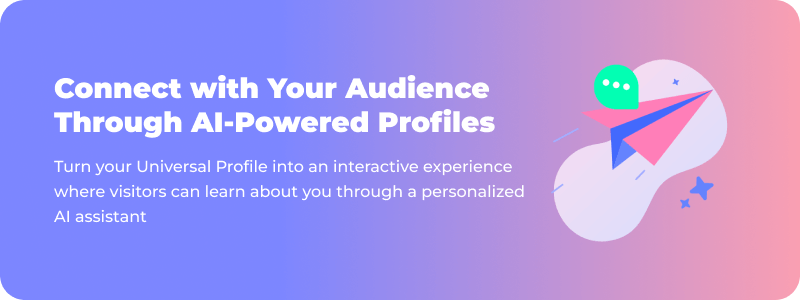 Connect with Your Audience
Through AI-Powered Profiles
Turn your Universal Profile into an interactive experience
where visitors can learn about you through a personalized
AI assistant